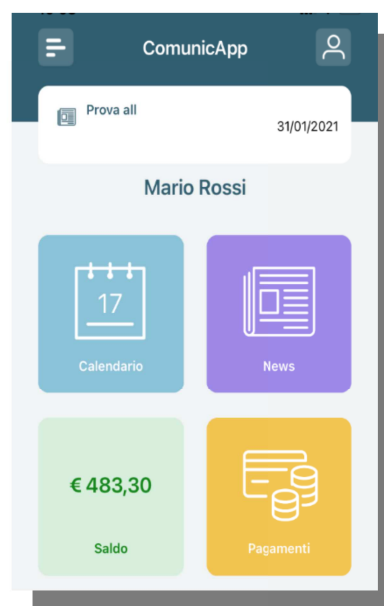 ComunicApp
Prova all
31/01/2021
Mario Rossi
17
Calendario
News
€ 483,30
Saldo
Pagamenti